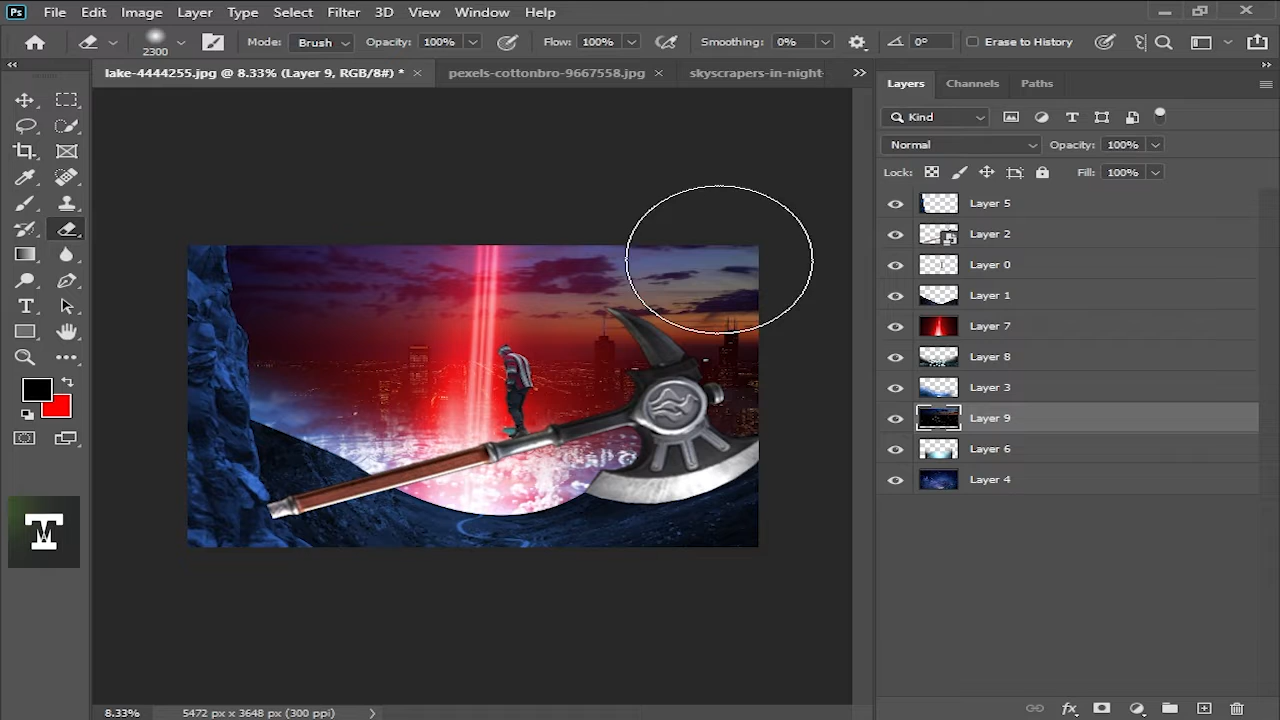 Ps File Edit Image Layer Type Select Filter 3D View Window Help
2300 Mode: Brush Opacity: 100% Flow: 100% Smoothing: 0% 0° Erase to History
lake-4444255.jpg @ 8.33% (Layer 9, RGB/8#) * × pexels-cottonbro-9667558.jpg × skyscrapers-in-night-
Layers Channels Paths
Kind
Normal Opacity: 100%
Lock: Fill: 100%
Layer 5
Layer 2
Layer 0
Layer 1
Layer 7
Layer 8
Layer 3
Layer 9
Layer 6
Layer 4
8.33% 5472 px x 3648 px (300 ppi)